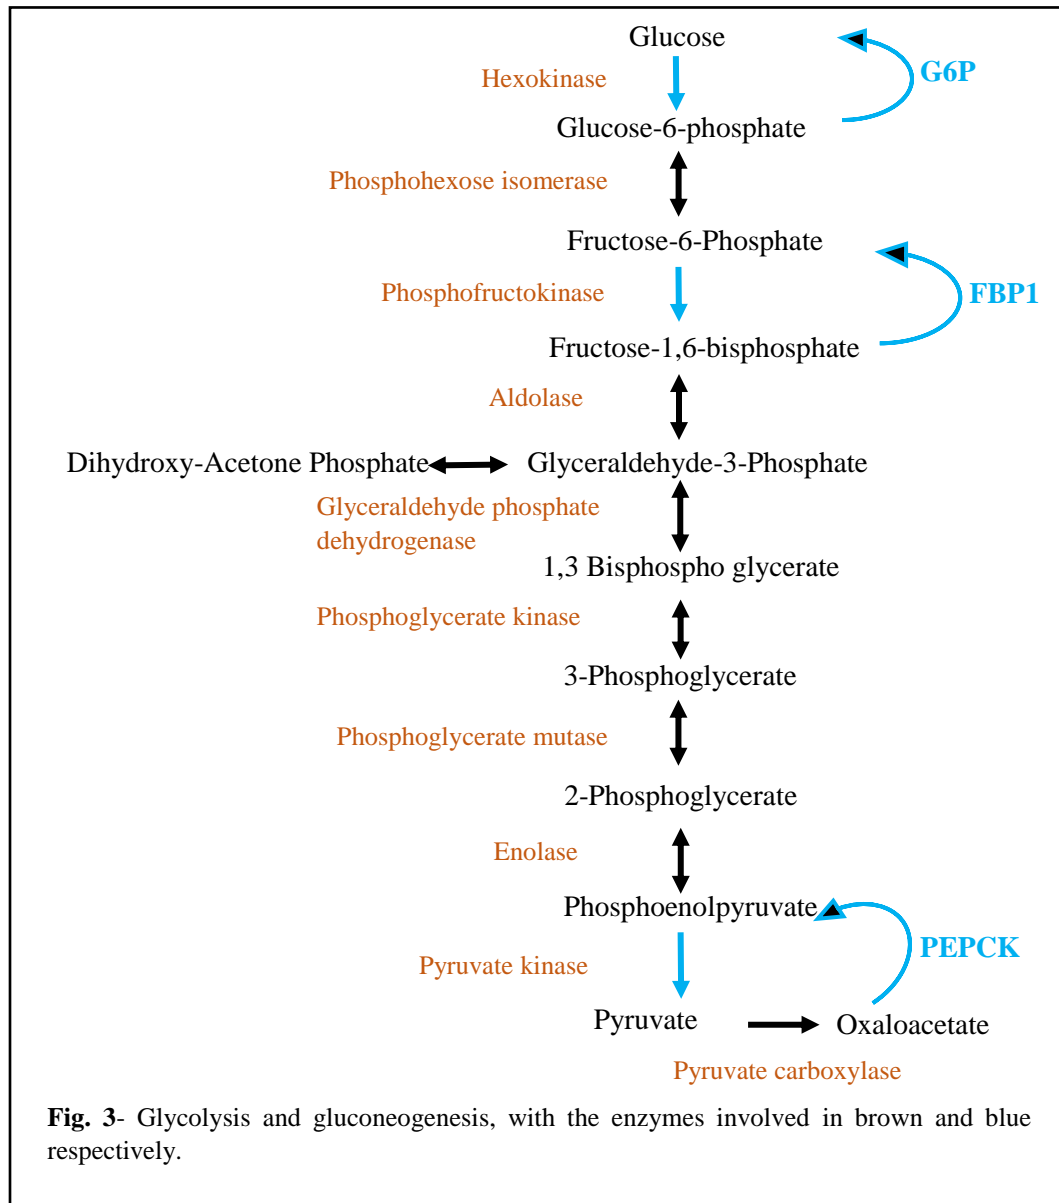 Glucose
G6P
Hexokinase
Glucose-6-phosphate
Phosphohexose isomerase
Fructose-6-Phosphate
Phosphofructokinase
FBP1
Fructose-1,6-bisphosphate
Aldolase
Dihydroxy-Acetone Phosphate
Glyceraldehyde-3-Phosphate
Glyceraldehyde phosphate
dehydrogenase
1,3 Bisphospho glycerate
Phosphoglycerate kinase
3-Phosphoglycerate
Phosphoglycerate mutase
2-Phosphoglycerate
Enolase
Phosphoenolpyruvate
PEPCK
Pyruvate kinase
Pyruvate
Oxaloacetate
Pyruvate carboxylase
Fig. 3- Glycolysis and gluconeogenesis, with the enzymes involved in brown and blue
respectively.